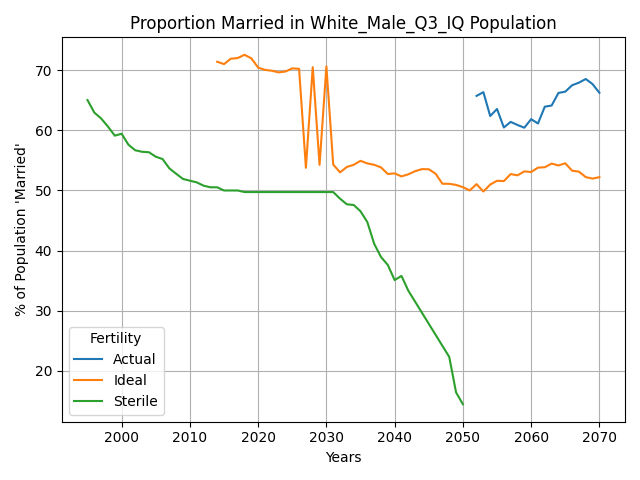 Proportion Married in White_Male_Q3_IQ Population
% of Population 'Married'
70
60
50
40
30
20
Fertility
Actual
Ideal
Sterile
2000 2010 2020 2030 2040 2050 2060 2070
Years